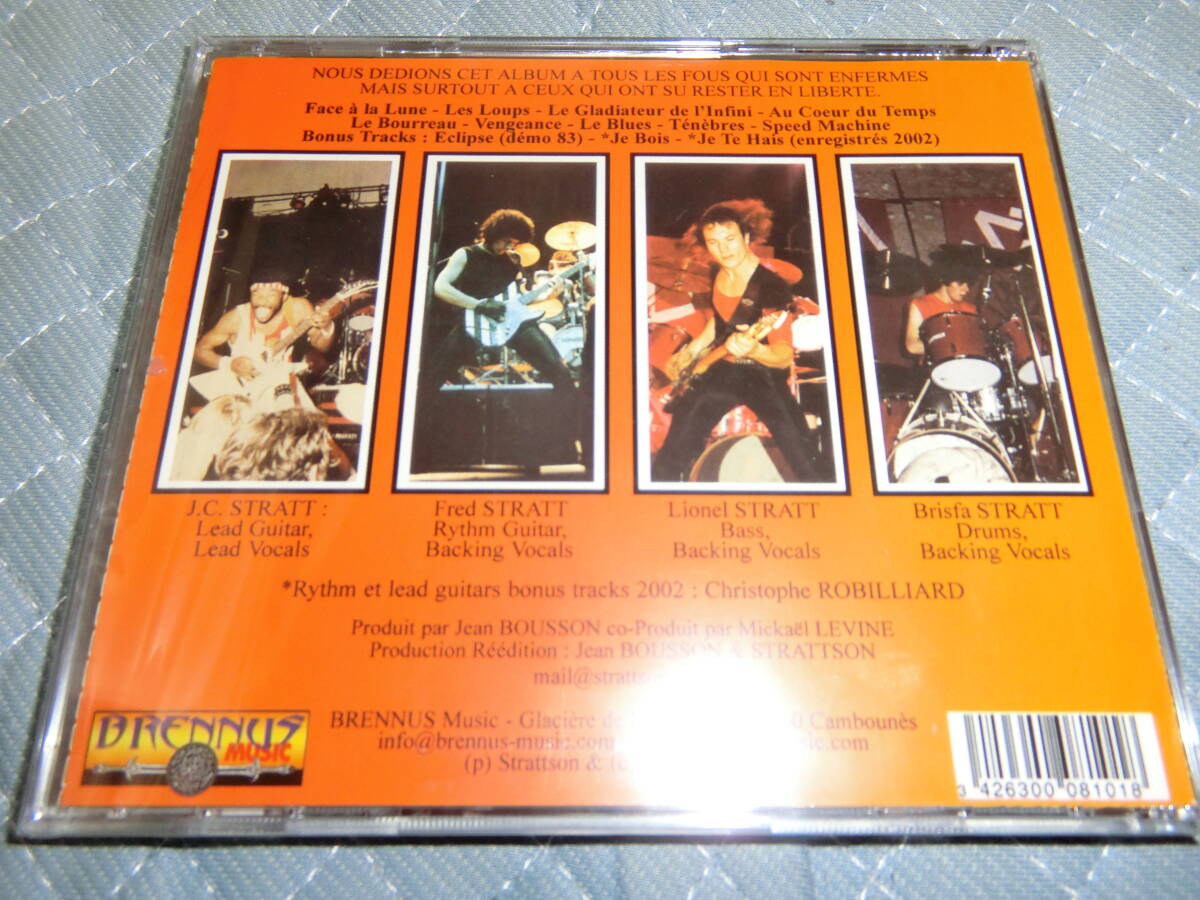 NOUS DEDIONS CET ALBUM A TOUS LES FOUS QUI SONT ENFERMES
MAIS SURTOUT A CEUX QUI ONT SU RESTER EN LIBERTE.
Face à la Lune - Les Loups - Le Gladiateur de l'Infini - Au Coeur du Temps
Le Bourreau - Vengeance - Le Blues - Ténèbres - Speed Machine
Bonus Tracks : Eclipse (démo 83) - *Je Bois - *Je Te Hais (enregistrés 2002)
J.C. STRATT :
Lead Guitar,
Lead Vocals
Fred STRATT
Rythm Guitar,
Backing Vocals
Lionel STRATT
Bass,
Backing Vocals
Brisfa STRATT
Drums,
Backing Vocals
*Rythm et lead guitars bonus tracks 2002 : Christophe ROBILLIARD
Produit par Jean BOUSSON co-Produit par Mickaël LEVINE
Production Réédition : Jean BOUSSON & STRATTSON
BRENNUS Music - Glacière de Cambounès
info@brennus-music.com
(p) Strattson &
BRENNUS
MUSIC
3 426300 081018